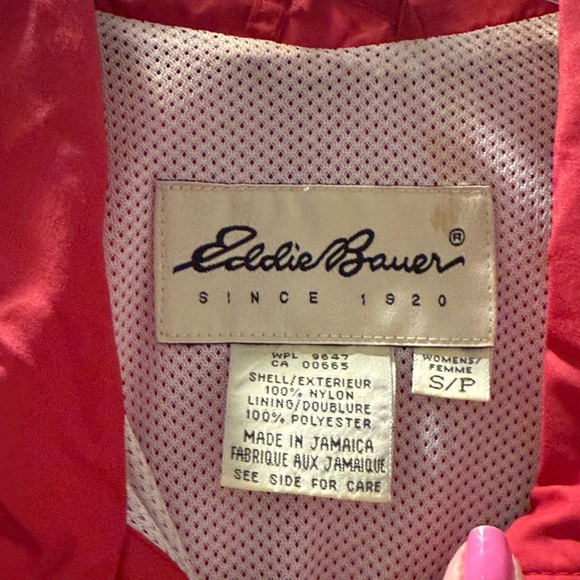 Eddie Bauer®
SINCE 1920
WPL 9647
CA 00665
SHELL/EXTERIEUR
100% NYLON
LINING/DOUBLURE
100% POLYESTER
MADE IN JAMAICA
FABRIQUE AUX JAMAIQUE
SEE SIDE FOR CARE
WOMENS/
FEMME
S/P